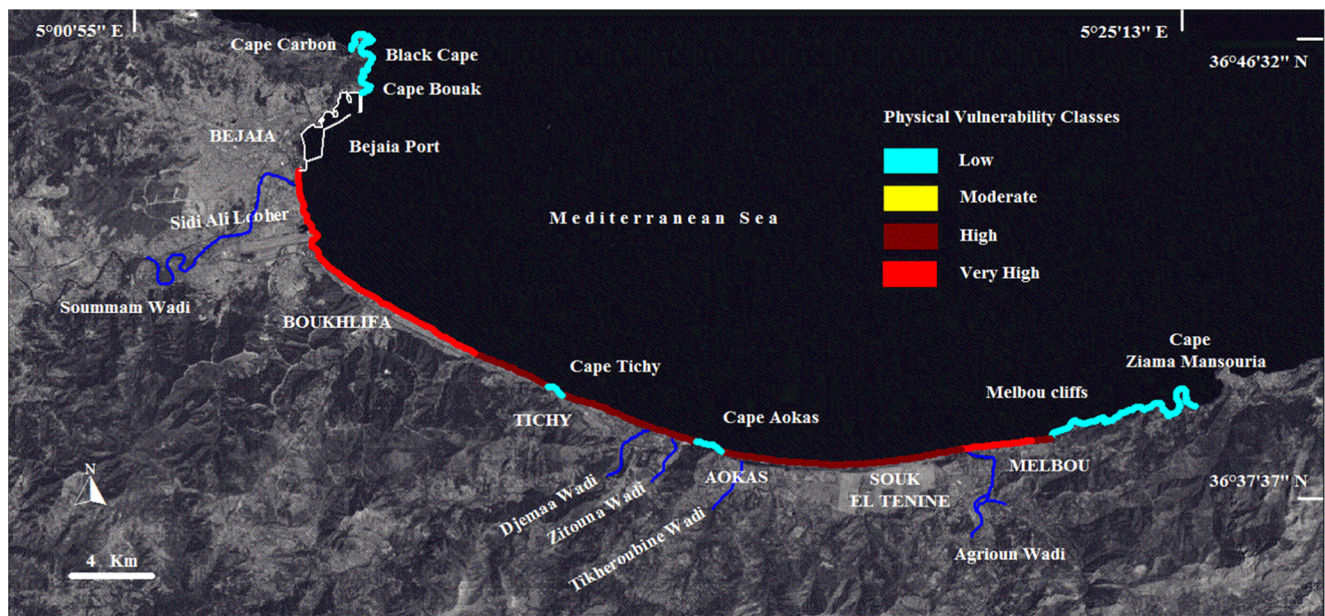 5°00'55" E
5°25'13" E
36°46'32" N
Cape Carbon
Black Cape
Cape Bouak
BEJAIA
Bejaia Port
Physical Vulnerability Classes
Low
Moderate
High
Very High
Mediterranean Sea
Sidi Ali Lebher
Soummam Wadi
BOUKHLIFA
Cape Tichy
TICHY
Cape Aokas
AOKAS
Cape
Ziama Mansouria
Melbou cliffs
MELBOU
SOUK
EL TENINE
36°37'37" N
Djemaa Wadi
Zitouna Wadi
Tikheroubine Wadi
Agrioun Wadi
N
4 Km